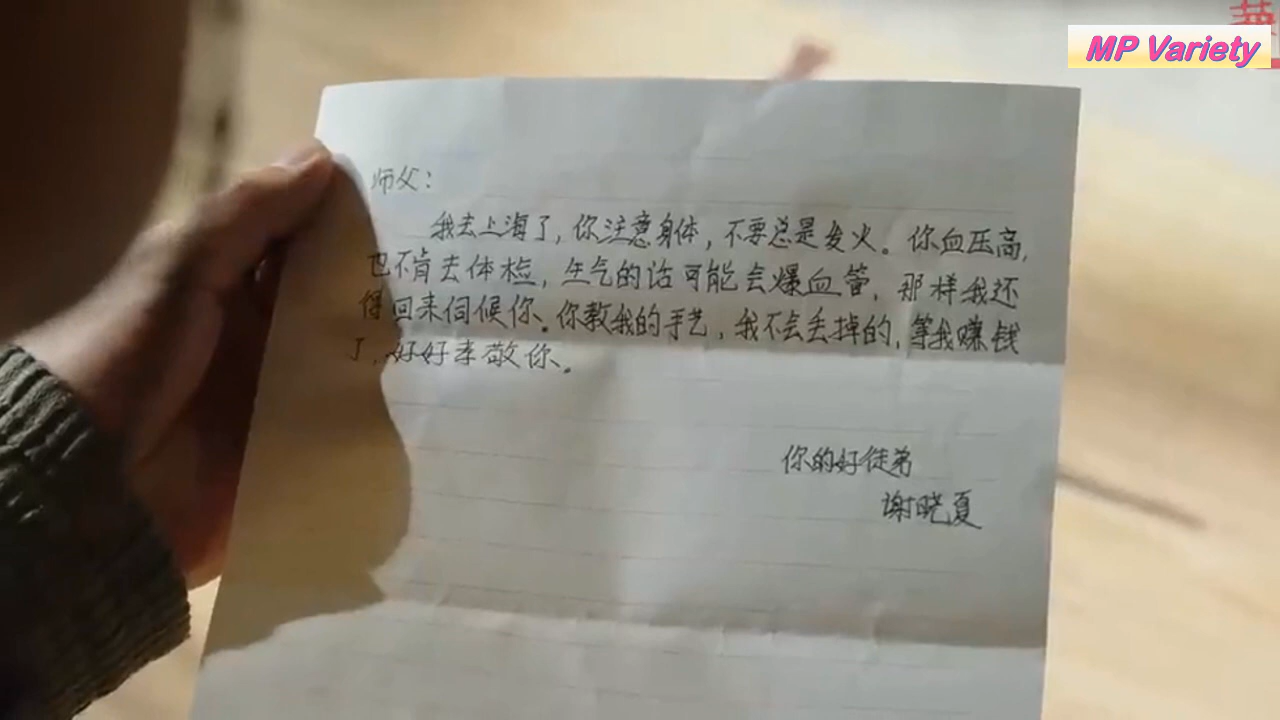 MP Variety
师父：
我去上海了，你注意身体，不要总是发火。你血压高，
也不肯去体检，生气的话可能会爆血管，那样我还
得回来伺候你。你教我的手艺，我不会丢掉的，等我赚钱
了，好好孝敬你。
你的好徒弟
谢晓夏